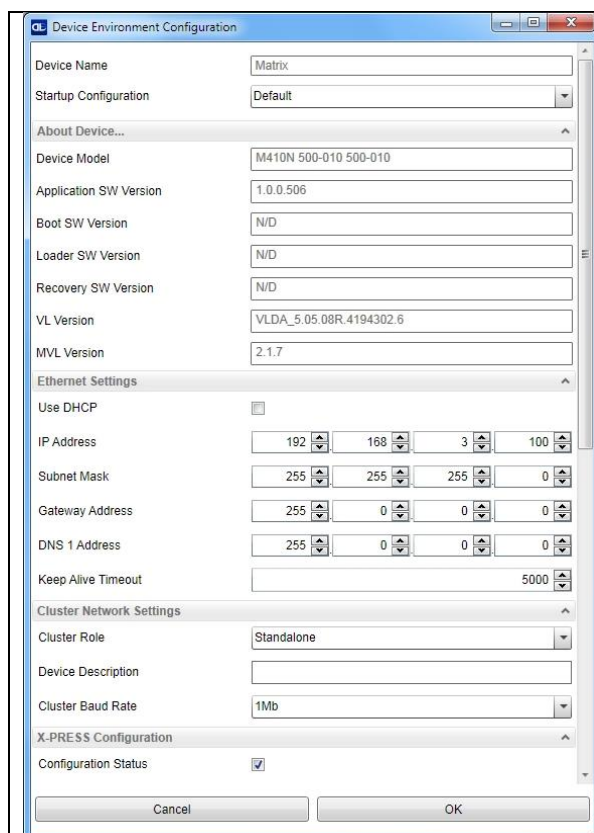 DL Device Environment Configuration
Device Name Matrix
Startup Configuration Default
About Device...
Device Model M410N 500-010 500-010
Application SW Version 1.0.0.506
Boot SW Version N/D
Loader SW Version N/D
Recovery SW Version N/D
VL Version VLDA_5.05.08R.4194302.6
MVL Version 2.1.7
Ethernet Settings
Use DHCP
IP Address 192 . 168 . 3 . 100
Subnet Mask 255 . 255 . 255 . 0
Gateway Address 255 . 0 . 0 . 0
DNS 1 Address 255 . 0 . 0 . 0
Keep Alive Timeout 5000
Cluster Network Settings
Cluster Role Standalone
Device Description
Cluster Baud Rate 1Mb
X-PRESS Configuration
Configuration Status
Cancel OK